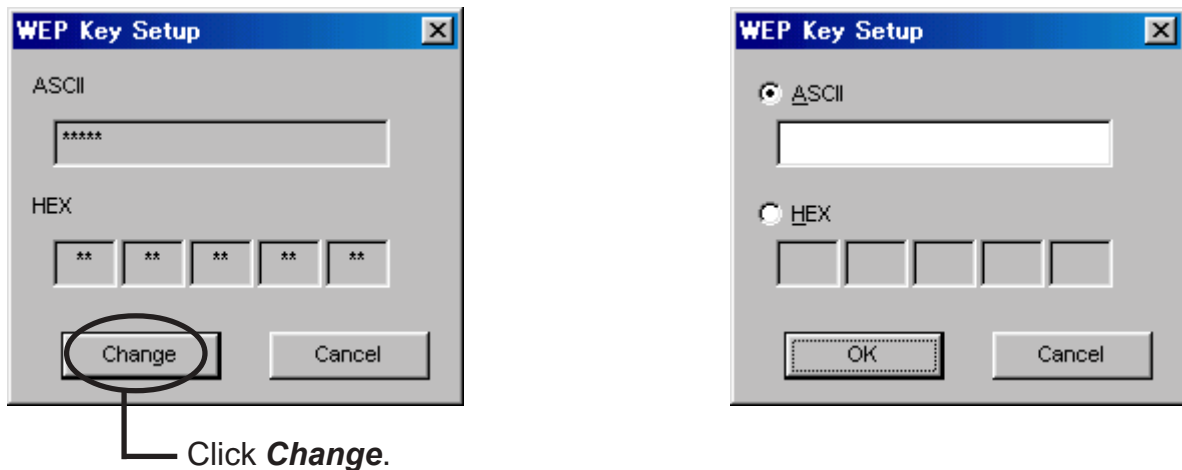 WEP Key Setup
ASCII
*****
HEX
** ** ** ** **
Change Cancel
Click Change.
WEP Key Setup
ASCII
HEX
OK Cancel